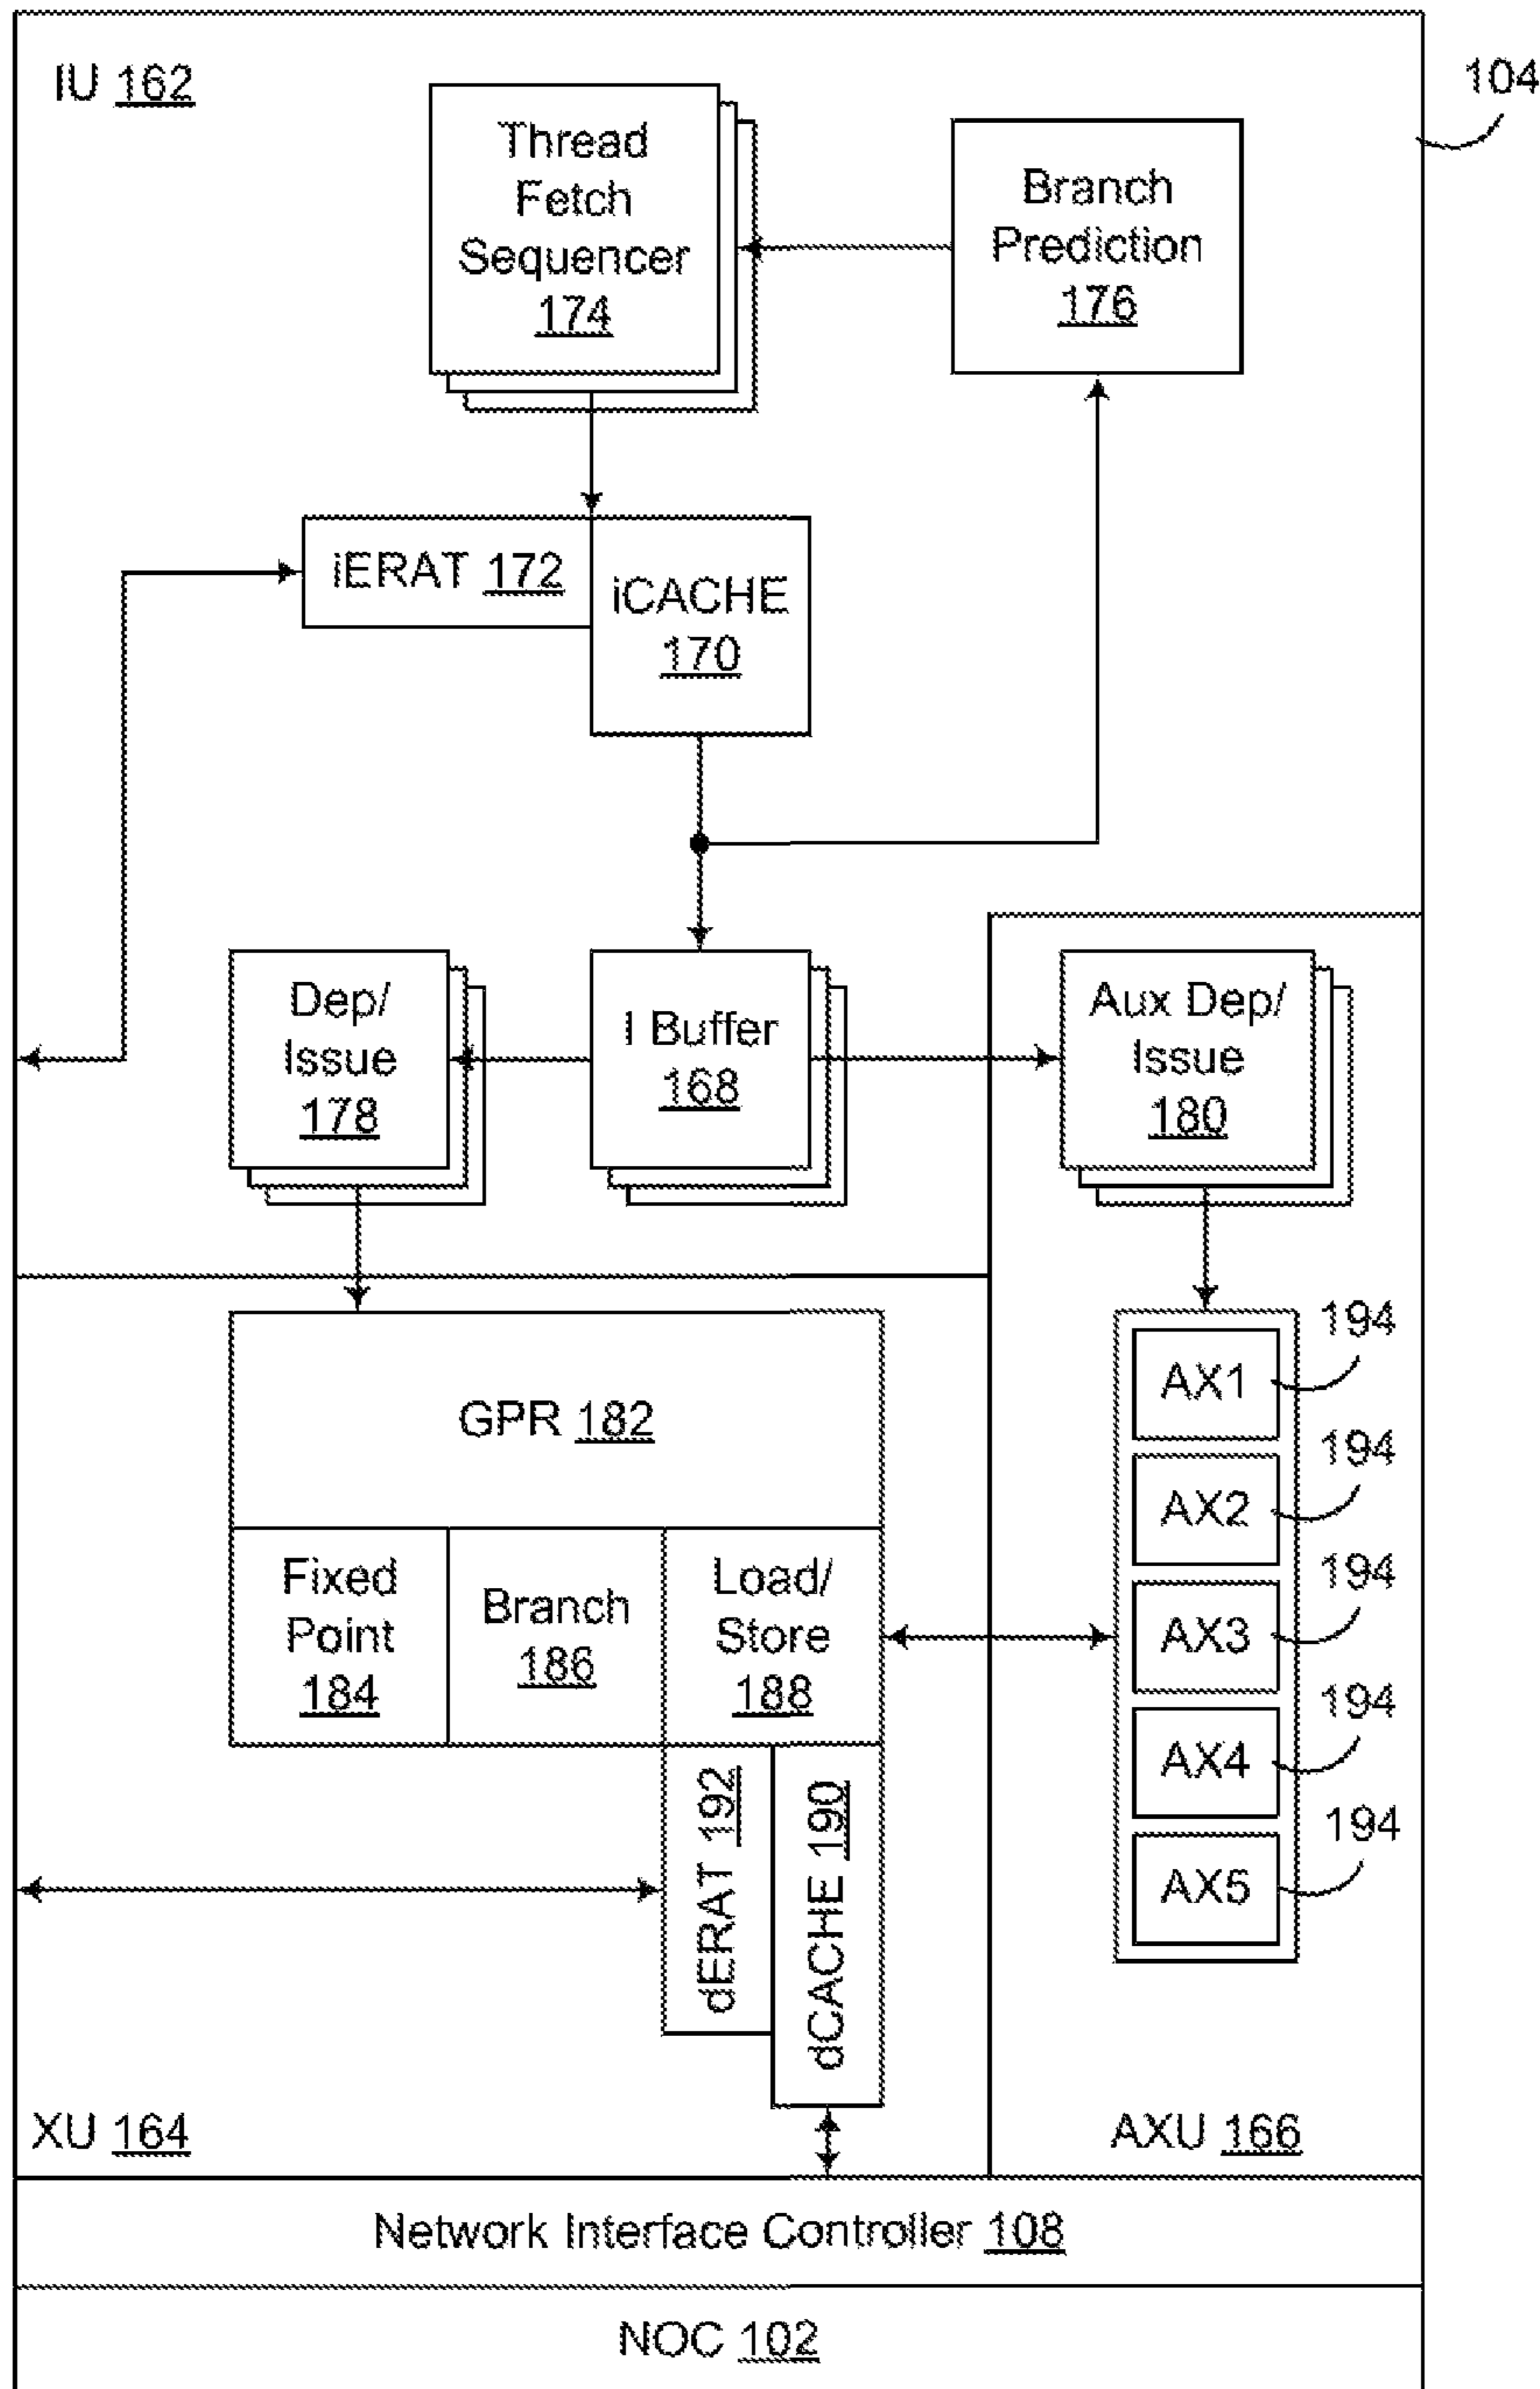 IU 162
104
Thread
Fetch
Sequencer
174
Branch
Prediction
176
iERAT 172
iCACHE
170
Dep/
Issue
178
I Buffer
168
Aux Dep/
Issue
180
GPR 182
Fixed
Point
184
Branch
186
Load/
Store
188
dERAT 192
dCACHE 190
AX1
194
AX2
194
AX3
194
AX4
194
AX5
194
XU 164
AXU 166
Network Interface Controller 108
NOC 102